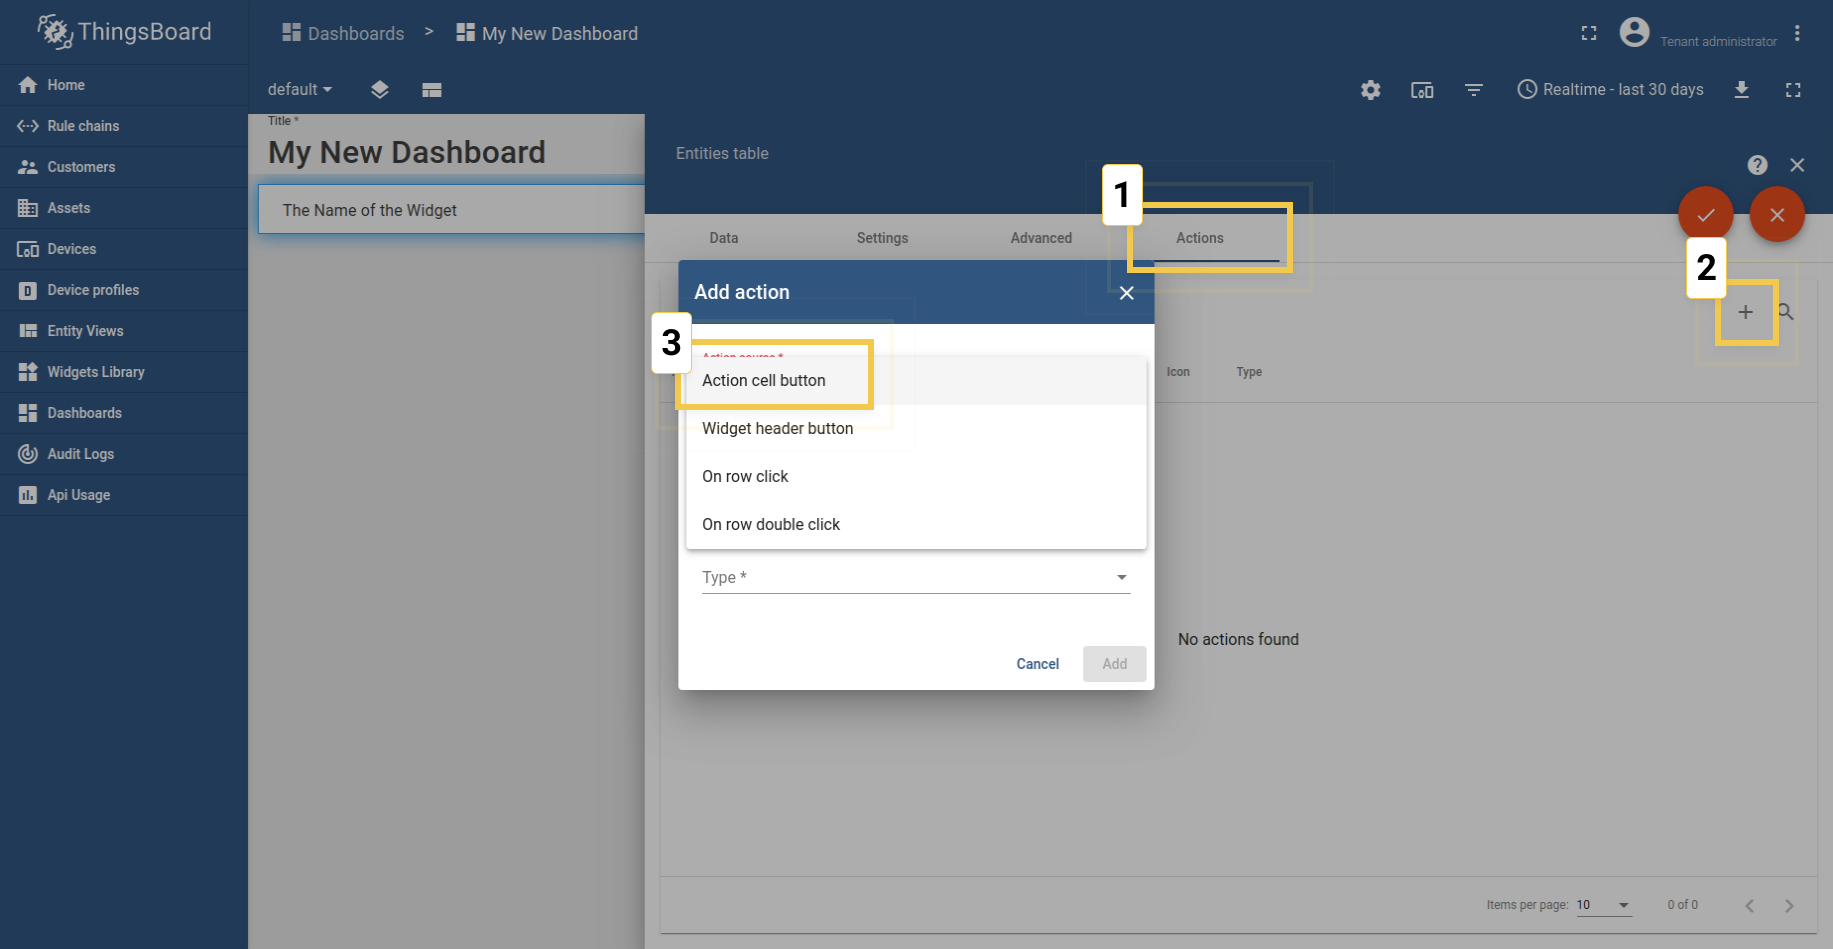 ThingsBoard
Dashboards > My New Dashboard
Tenant administrator
Home
Rule chains
Customers
Assets
Devices
Device profiles
Entity Views
Widgets Library
Dashboards
Audit Logs
Api Usage
default
Realtime - last 30 days
Title *
My New Dashboard
The Name of the Widget
Entities table
1
Data Settings Advanced Actions
2
Add action
3
Action source *
Action cell button
Widget header button
On row click
On row double click
Type *
Cancel Add
Icon Type
No actions found
Items per page: 10 0 of 0